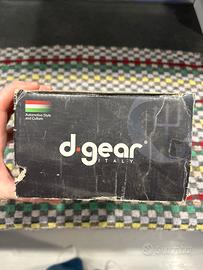 Automotive Style
and Culture
d·gear®
ITALY